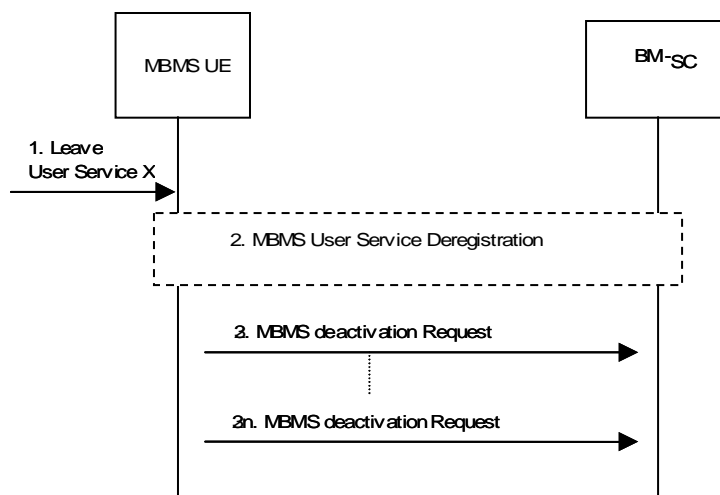 MBMS UE
BM-SC
1. Leave
User Service X
2. MBMS User Service Deregistration
3. MBMS deactivation Request
3n. MBMS deactivation Request